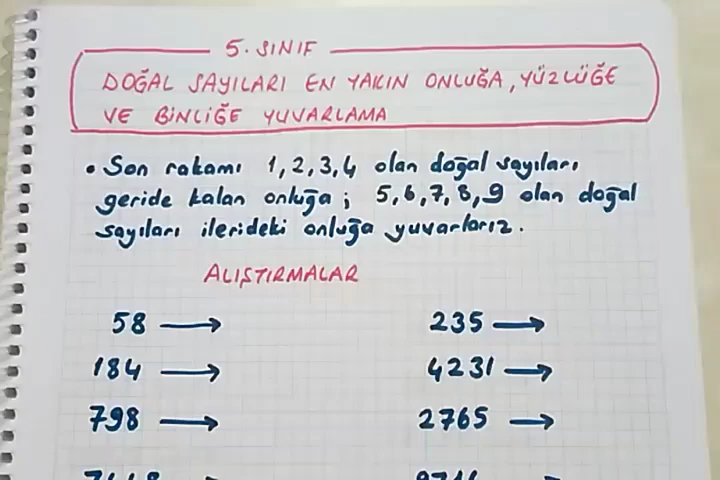 5. SINIF
DOĞAL SAYILARI EN YAKIN ONLUĞA, YÜZLÜĞE
VE BİNLİĞE YUVARLAMA
• Son rakamı 1, 2, 3, 4 olan doğal sayıları
geride kalan onluğa ; 5, 6, 7, 8, 9 olan doğal
sayıları ilerideki onluğa yuvarlarız.
ALIŞTIRMALAR
58 → 235 →
184 → 4231 →
798 → 2765 →